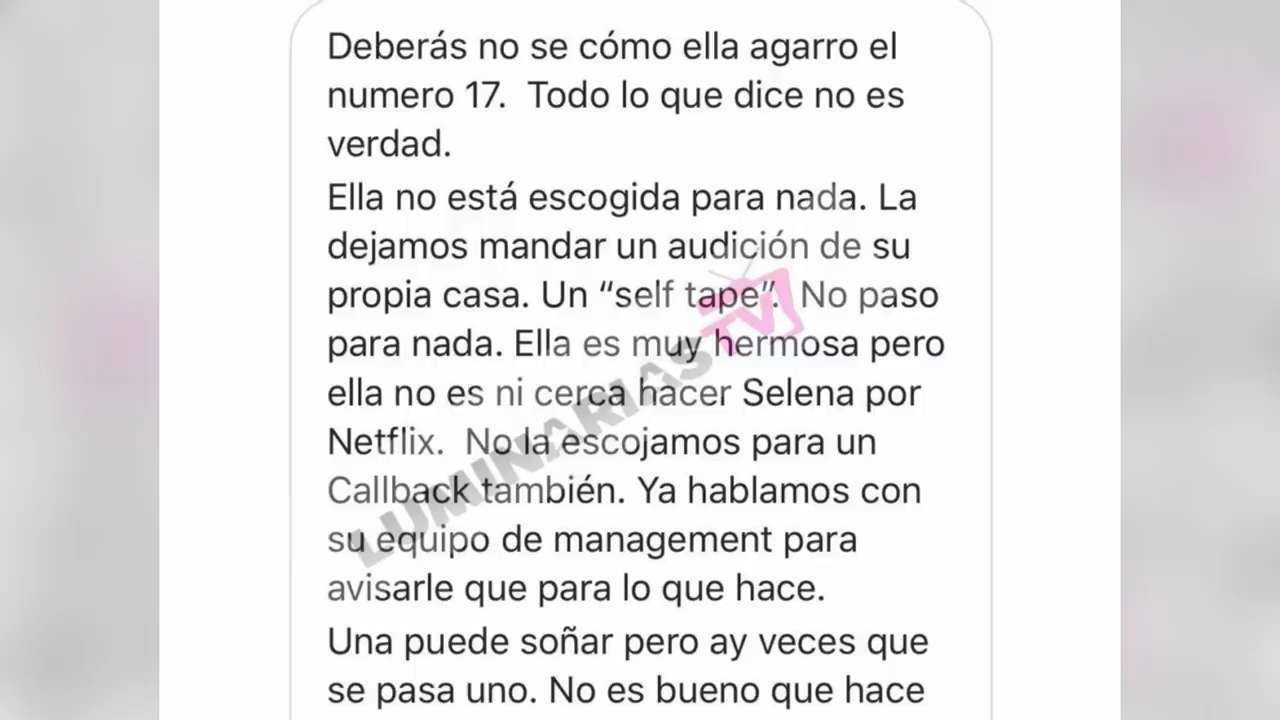 Deberás no se cómo ella agarro el
numero 17.  Todo lo que dice no es
verdad.
Ella no está escogida para nada. La
dejamos mandar un audición de su
propia casa. Un “self tape”.  No paso
para nada. Ella es muy hermosa pero
ella no es ni cerca hacer Selena por
Netflix.  No la escojamos para un
Callback también. Ya hablamos con
su equipo de management para
avisarle que para lo que hace.
Una puede soñar pero ay veces que
se pasa uno. No es bueno que hace
LUMINARIAS TV